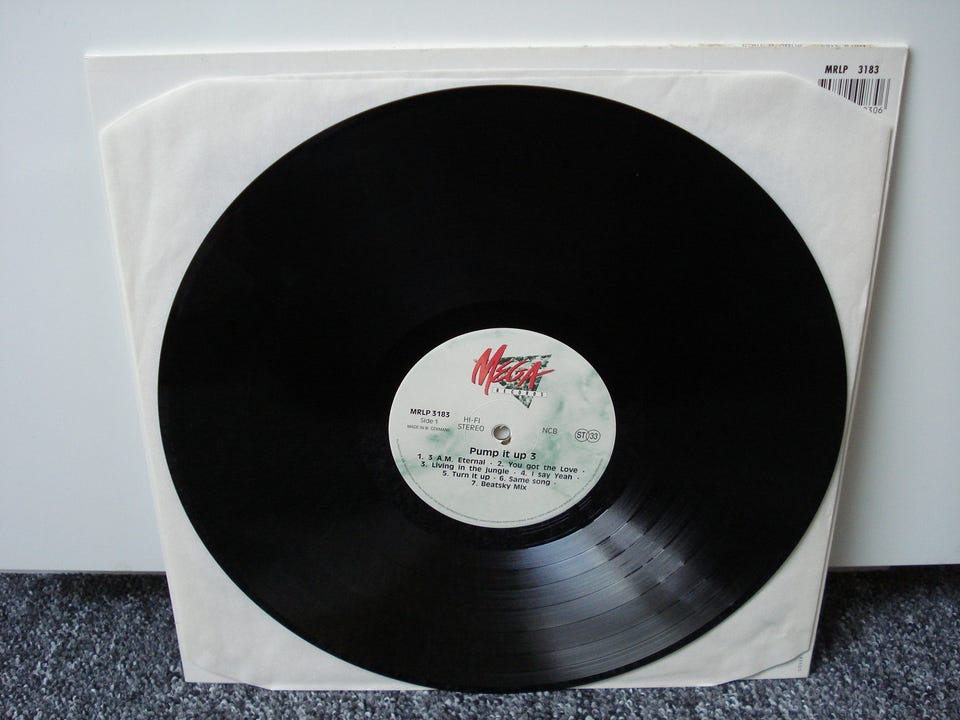 MRLP 3183
306
MEGA
RECORDS
MRLP 3183
Side 1
MADE IN W. GERMANY
HI-FI
STEREO
NCB
ST 33
Pump it up 3
1. 3 A.M. Eternal · 2. You got the Love ·
3. Living in the jungle · 4. I say Yeah ·
5. Turn it up · 6. Same song ·
7. Beatsky Mix